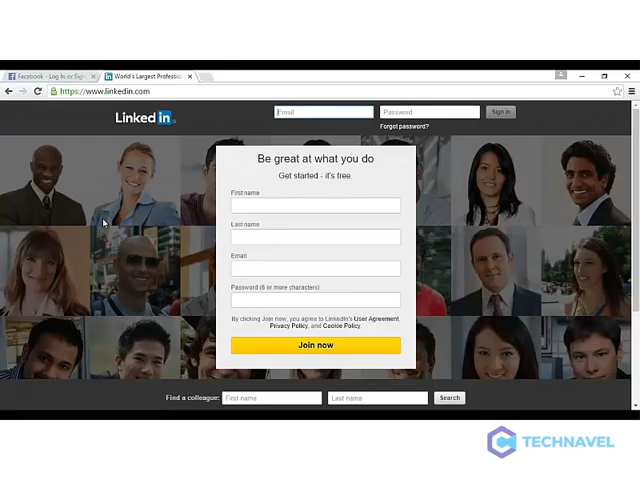 Facebook - Log In or Sign
World's Largest Professio
https://www.linkedin.com
Linked in
Email
Password
Sign in
Forgot password?
Be great at what you do
Get started - it's free.
First name
Last name
Email
Password (6 or more characters)
By clicking Join now, you agree to LinkedIn's User Agreement,
Privacy Policy, and Cookie Policy.
Join now
Find a colleague: First name Last name Search
TECHNAVEL